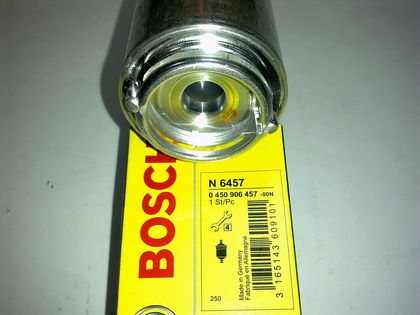 BOSCH
N 6457
0 450 906 457 -00N
1 St/Pc
4
Made in Germany
Fabriqué en Allemagne
250
3 165143 609101